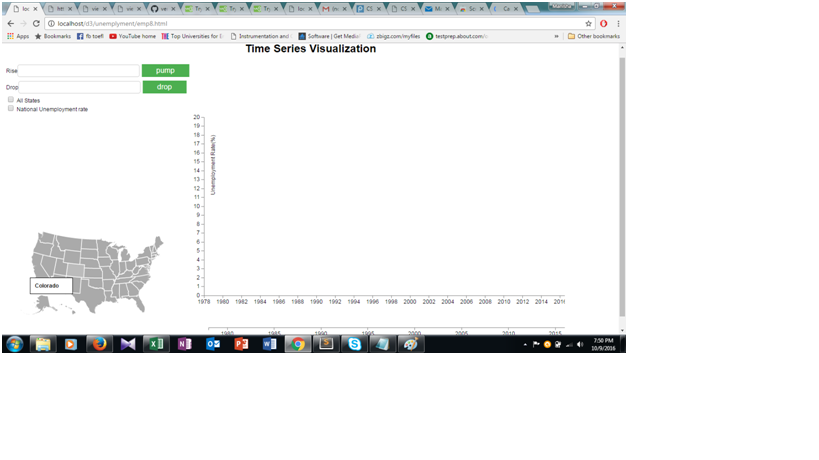 localhost/d3/unemplyment/emp8.html
Apps Bookmarks fb toefl YouTube home Top Universities for E Instrumentation and Software | Get Media zbigz.com/myfiles testprep.about.com/ » Other bookmarks
Time Series Visualization
Rise pump
Drop drop
All States
National Unemployment rate
20
19
18
17
16
15
14
13
12
11
10
9
8
7
6
5
4
3
2
1
0
Unemployment Rate(%)
1978 1980 1982 1984 1986 1988 1990 1992 1994 1996 1998 2000 2002 2004 2006 2008 2010 2012 2014 2016
Colorado
1980 1985 1990 1995 2000 2005 2010 2015
7:50 PM
10/9/2016